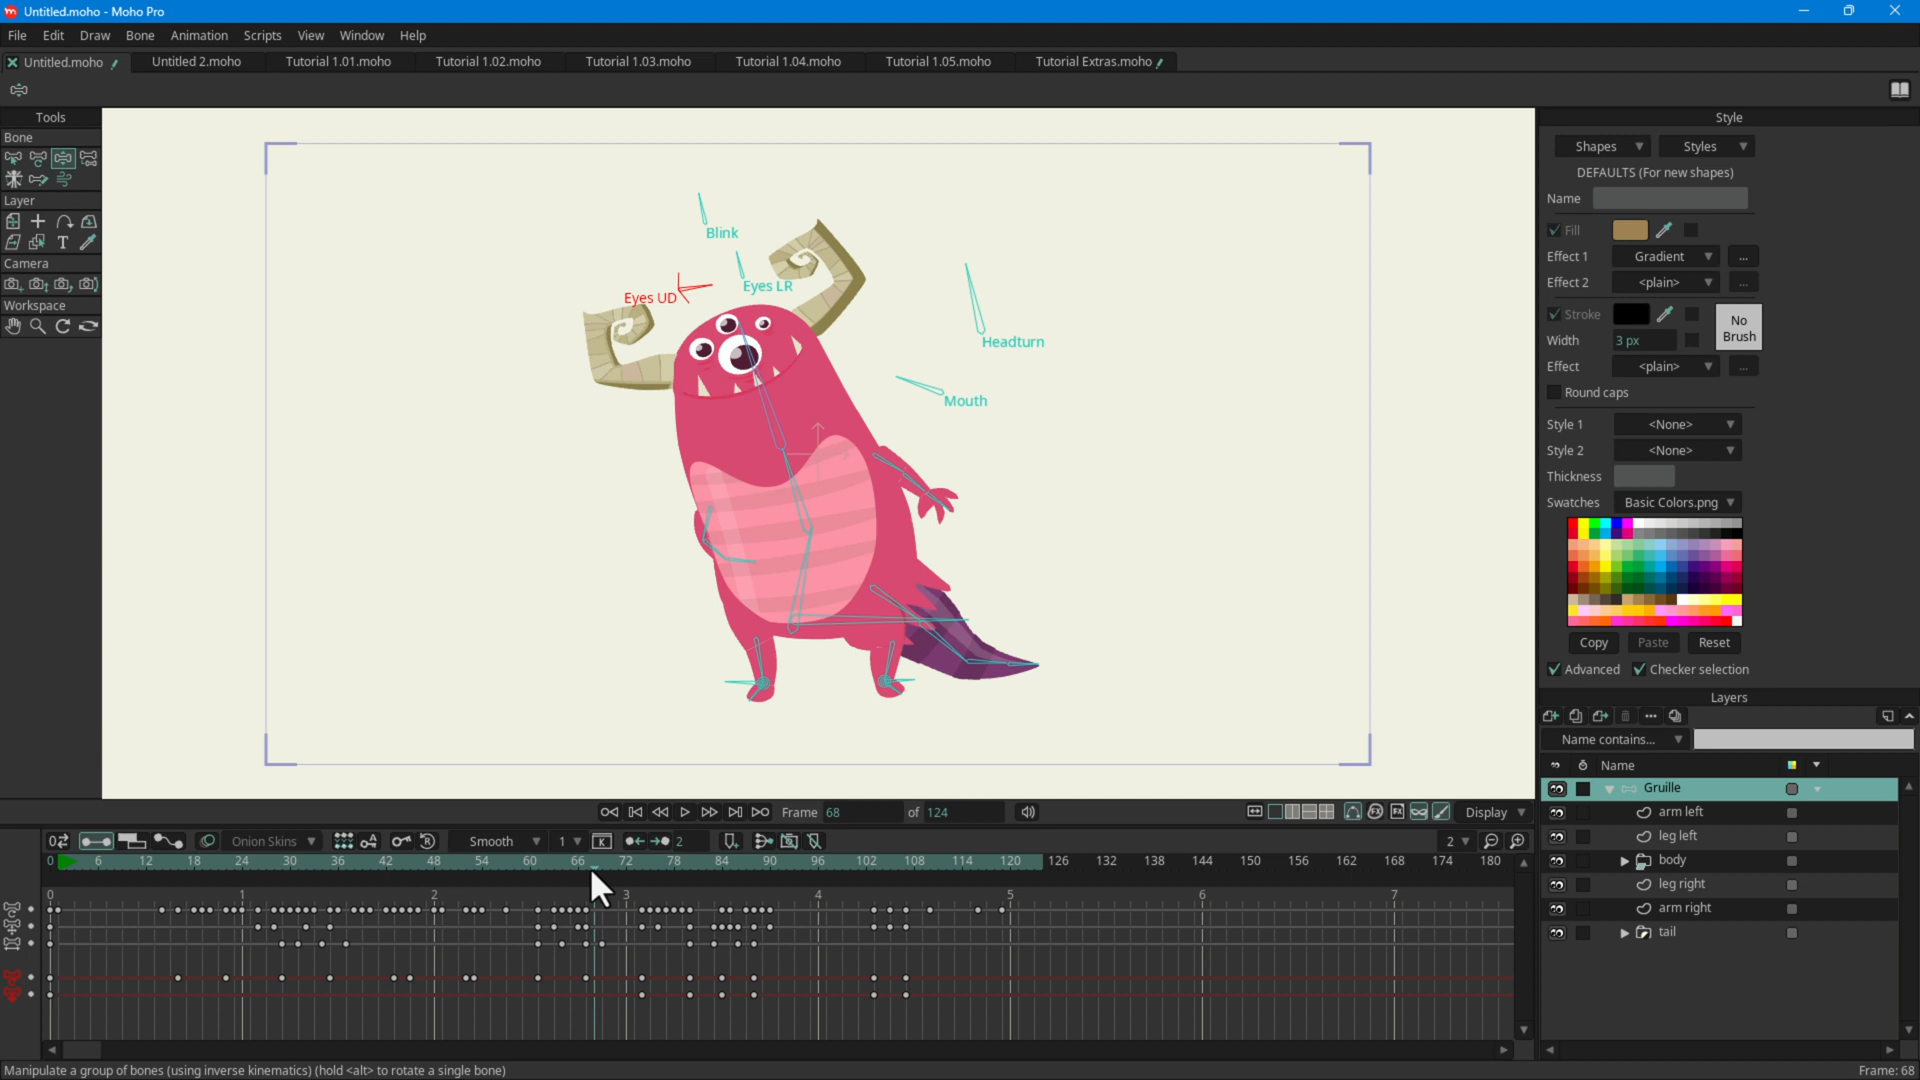 Untitled.moho - Moho Pro
File Edit Draw Bone Animation Scripts View Window Help
Untitled.moho Untitled 2.moho Tutorial 1.01.moho Tutorial 1.02.moho Tutorial 1.03.moho Tutorial 1.04.moho Tutorial 1.05.moho Tutorial Extras.moho
Tools
Bone
Layer
Camera
Workspace
Blink
Eyes LR
Eyes UD
Headturn
Mouth
Style
Shapes Styles
DEFAULTS (For new shapes)
Name
Fill
Effect 1 Gradient ...
Effect 2 <plain> ...
Stroke
No
Brush
Width 3 px
Effect <plain> ...
Round caps
Style 1 <None>
Style 2 <None>
Thickness
Swatches Basic Colors.png
Copy Paste Reset
Advanced Checker selection
Layers
Name contains...
Name
Gruille
arm left
leg left
body
leg right
arm right
tail
Frame 68 of 124
Display
Onion Skins Smooth 1 2 2
0 6 12 18 24 30 36 42 48 54 60 66 72 78 84 90 96 102 108 114 120 126 132 138 144 150 156 162 168 174 180
0 1 2 3 4 5 6 7
Manipulate a group of bones (using inverse kinematics) (hold <alt> to rotate a single bone)
Frame: 68